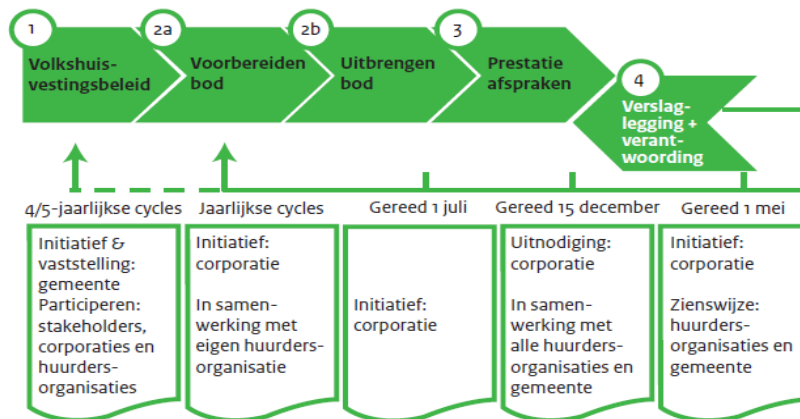 1
2a
2b
3
4
Volkshuis-
vestingsbeleid
Voorbereiden
bod
Uitbrengen
bod
Prestatie
afspraken
Verslag-
legging +
verant-
woording
4/5-jaarlijkse cycles
Jaarlijkse cycles
Gereed 1 juli
Gereed 15 december
Gereed 1 mei
Initiatief &
vaststelling:
gemeente
Participeren:
stakeholders,
corporaties en
huurders-
organisaties
Initiatief:
corporatie
In samen-
werking met
eigen huurders-
organisatie
Initiatief:
corporatie
Uitnodiging:
corporatie
In samen-
werking met
alle huurders-
organisaties en
gemeente
Initiatief:
corporatie
Zienswijze:
huurders-
organisaties en
gemeente